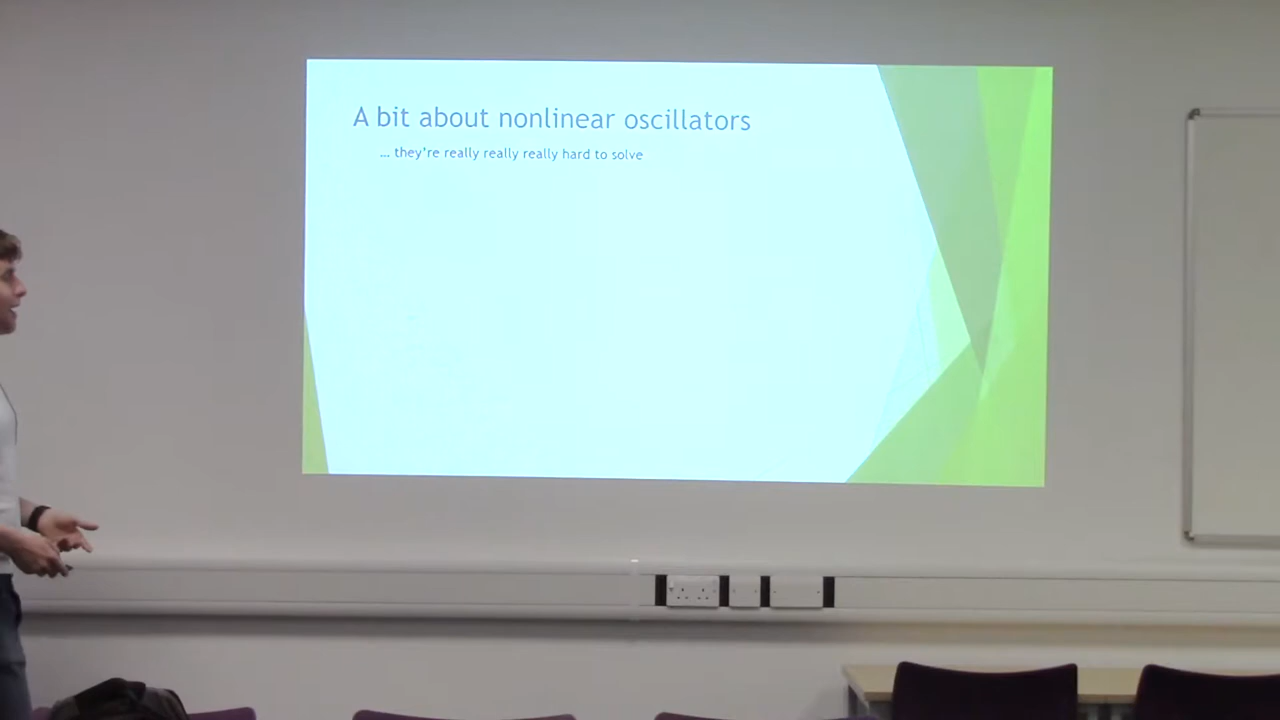 A bit about nonlinear oscillators
... they're really really really hard to solve